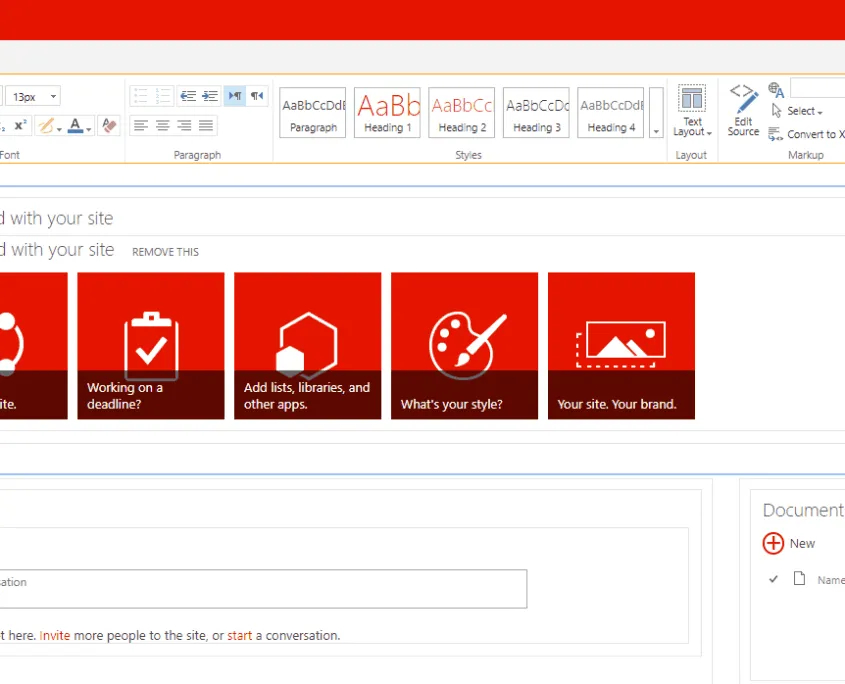 13px
AaBbCcDdE
AaBb
AaBbCc
AaBbCcDc
AaBbCcDdE
Select
Paragraph
Heading 1
Heading 2
Heading 3
Heading 4
Text
Layout
Edit
Source
Convert to X
Font
Paragraph
Styles
Layout
Markup
d with your site
d with your site
REMOVE THIS
ite.
Working on a
deadline?
Add lists, libraries, and
other apps.
What's your style?
Your site. Your brand.
Document
New
Name
sation
t here. Invite more people to the site, or start a conversation.